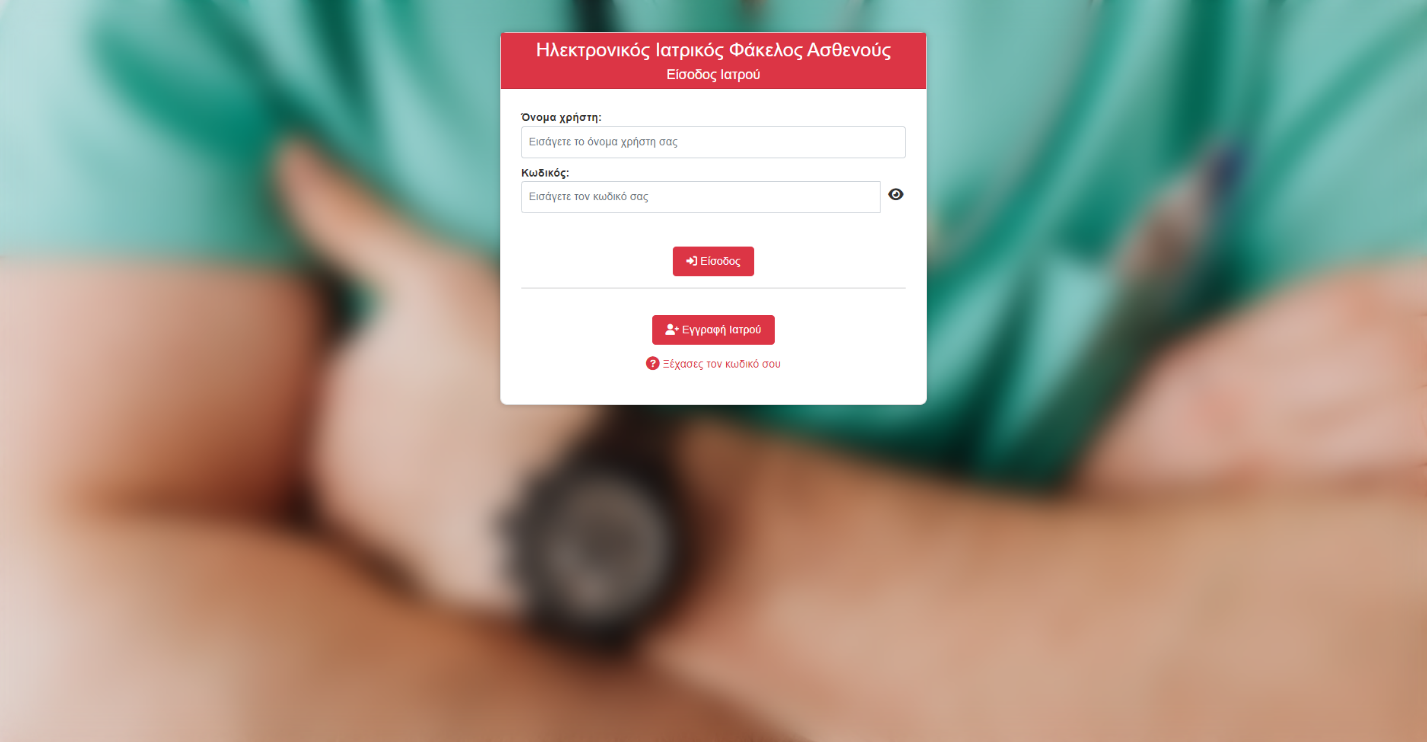 Ηλεκτρονικός Ιατρικός Φάκελος Ασθενούς
Είσοδος Ιατρού
Όνομα χρήστη:
Εισάγετε το όνομα χρήστη σας
Κωδικός:
Εισάγετε τον κωδικό σας
Είσοδος
Εγγραφή Ιατρού
Ξέχασες τον κωδικό σου